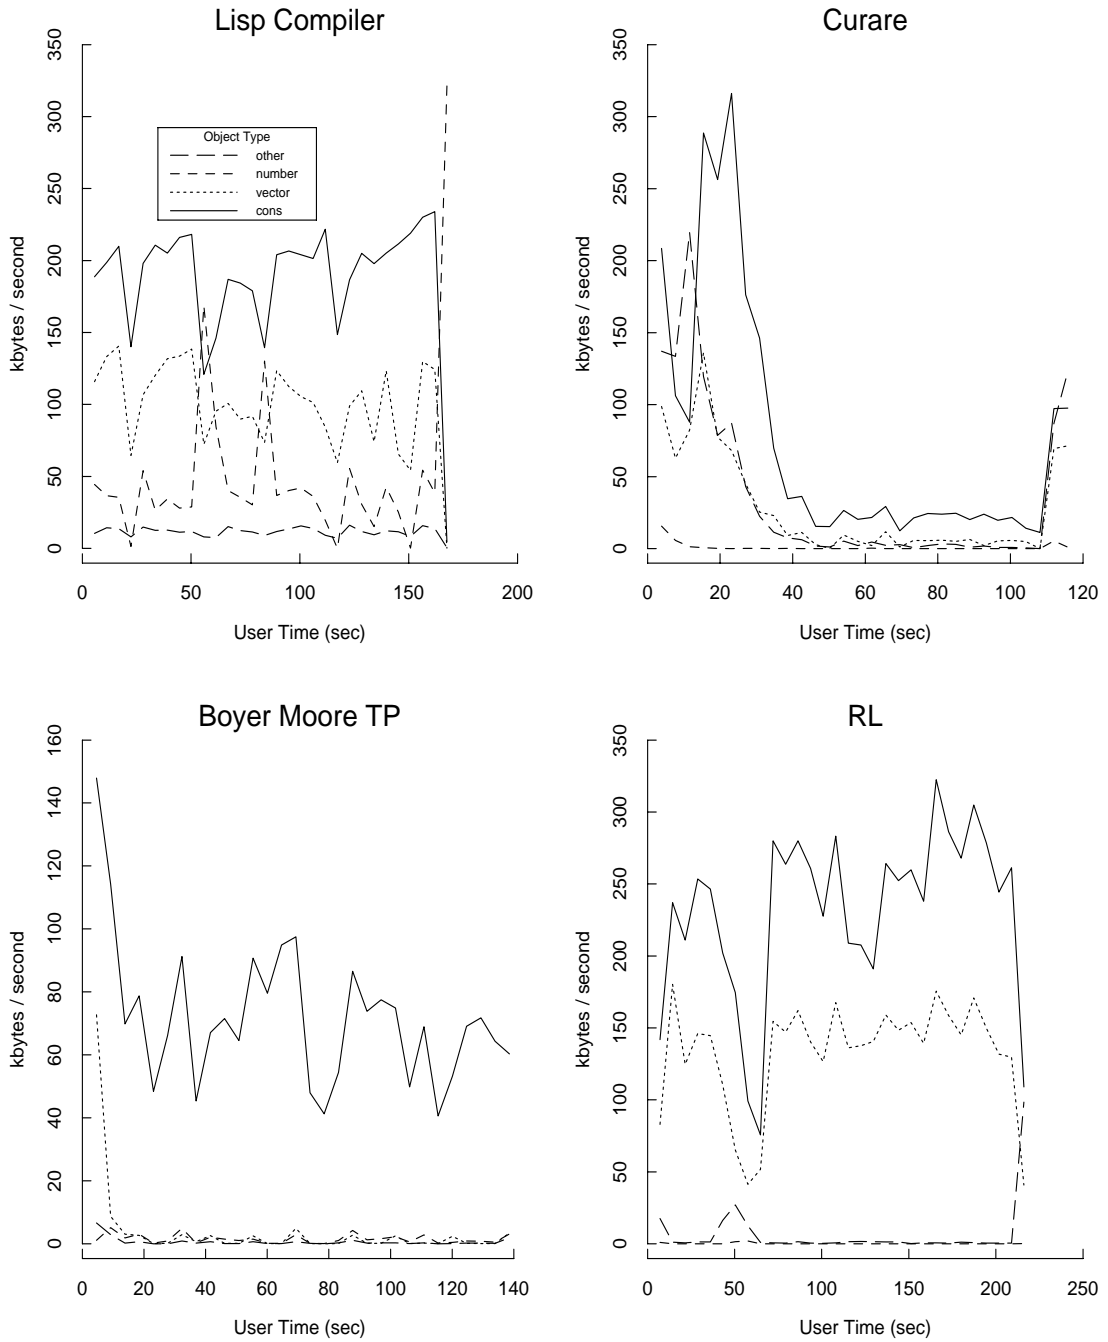 Lisp Compiler
350
300
250
200
150
100
50
0
kbytes / second
Object Type
other
number
vector
cons
0 50 100 150 200
User Time (sec)
Curare
350
300
250
200
150
100
50
0
kbytes / second
0 20 40 60 80 100 120
User Time (sec)
Boyer Moore TP
160
140
120
100
80
60
40
20
0
kbytes / second
0 20 40 60 80 100 120 140
User Time (sec)
RL
350
300
250
200
150
100
50
0
kbytes / second
0 50 100 150 200 250
User Time (sec)